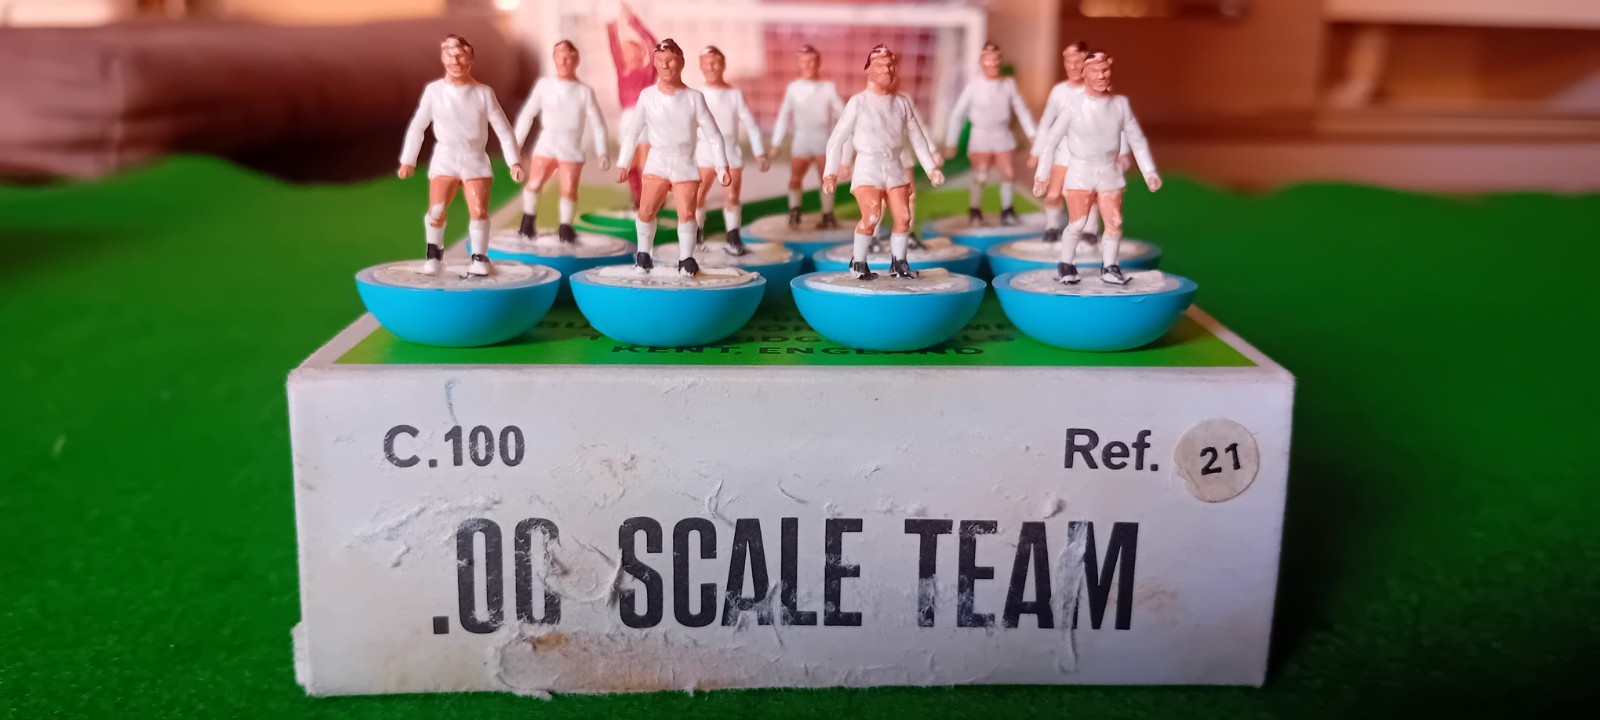 KENT, ENGLAND
C.100 Ref. 21
.OO SCALE TEAM